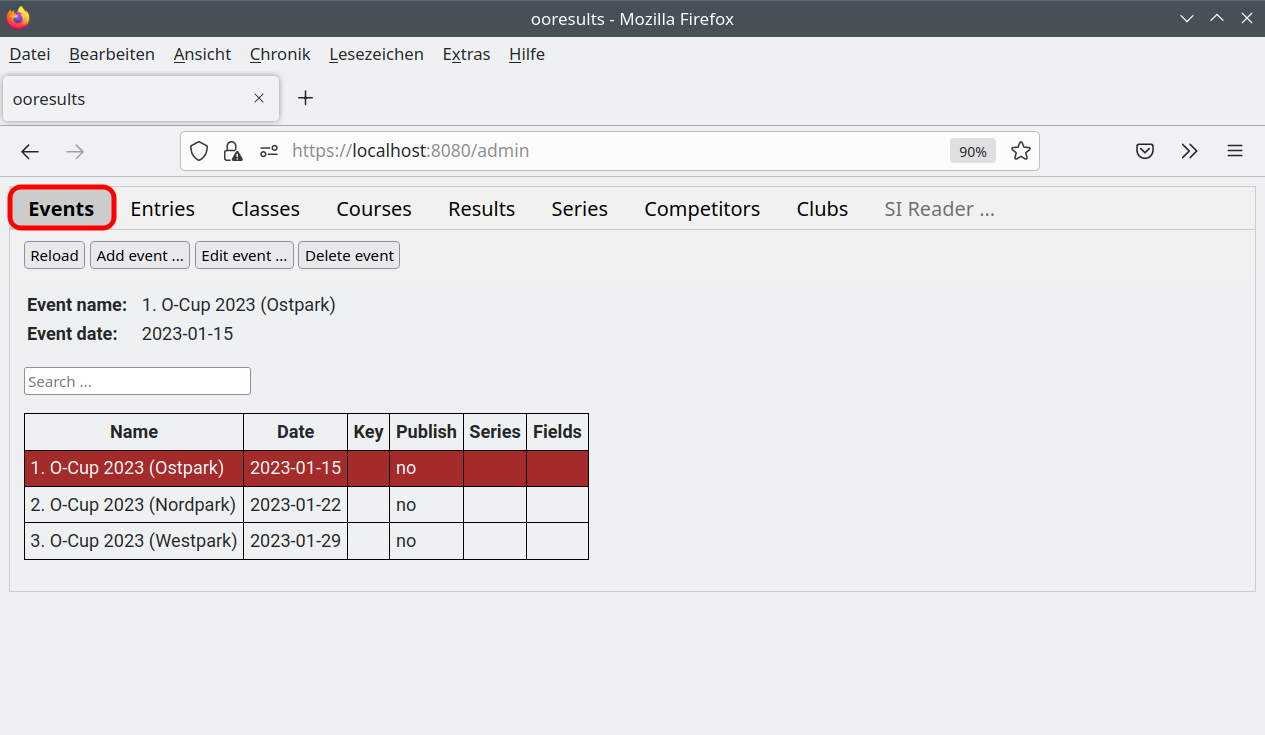 ooresults - Mozilla Firefox
Datei Bearbeiten Ansicht Chronik Lesezeichen Extras Hilfe
ooresults
https://localhost:8080/admin 90%
Events Entries Classes Courses Results Series Competitors Clubs SI Reader ...
Reload Add event ... Edit event ... Delete event
Event name: 1. O-Cup 2023 (Ostpark)
Event date: 2023-01-15
Search ...
Name Date Key Publish Series Fields
1. O-Cup 2023 (Ostpark) 2023-01-15 no
2. O-Cup 2023 (Nordpark) 2023-01-22 no
3. O-Cup 2023 (Westpark) 2023-01-29 no